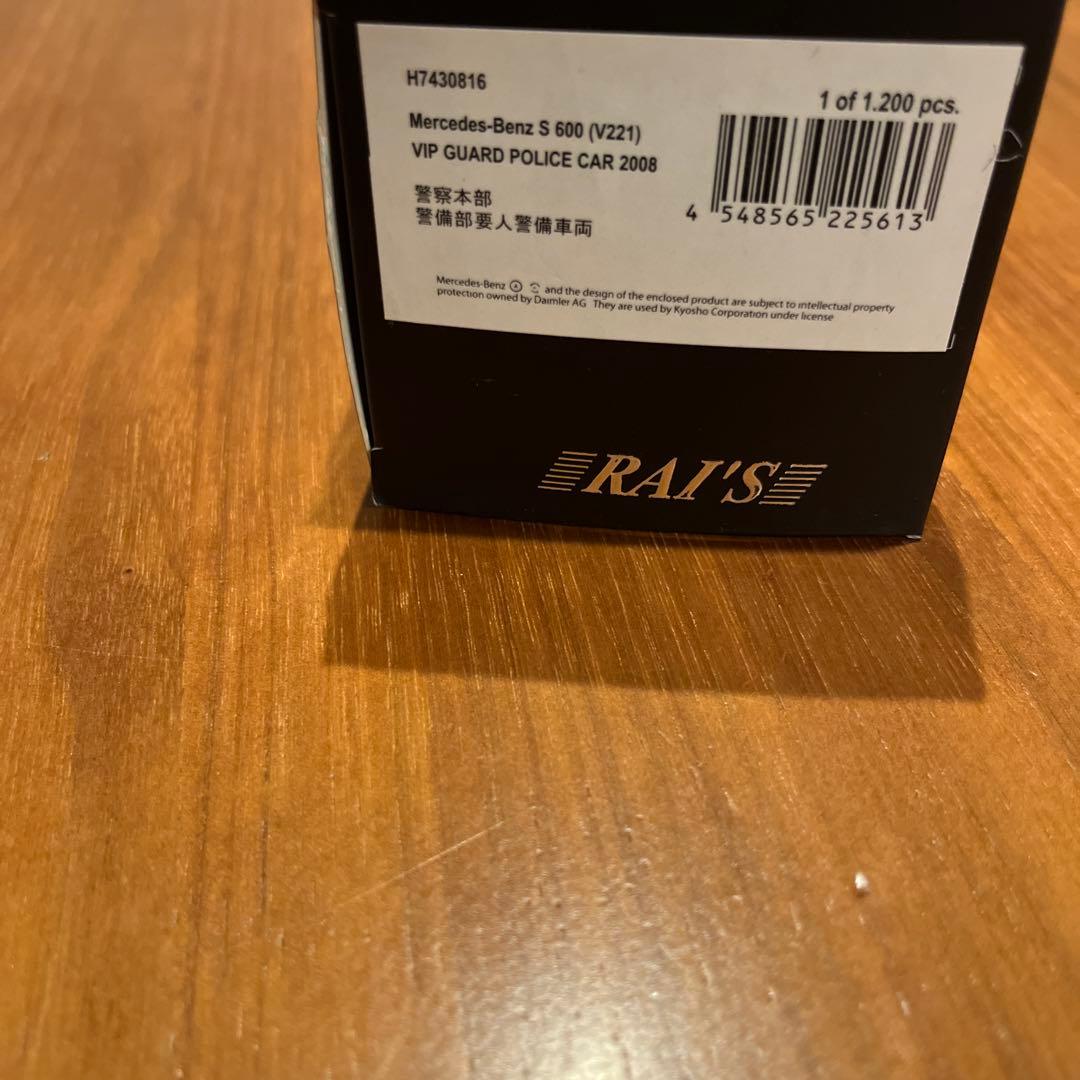 H7430816
1 of 1.200 pcs.
Mercedes-Benz S 600 (V221)
VIP GUARD POLICE CAR 2008
警察本部
警備部要人警備車両
4 548565 225613
Mercedes-Benz and the design of the enclosed product are subject to intellectual property
protection owned by Daimler AG They are used by Kyosho Corporation under license
RAI'S